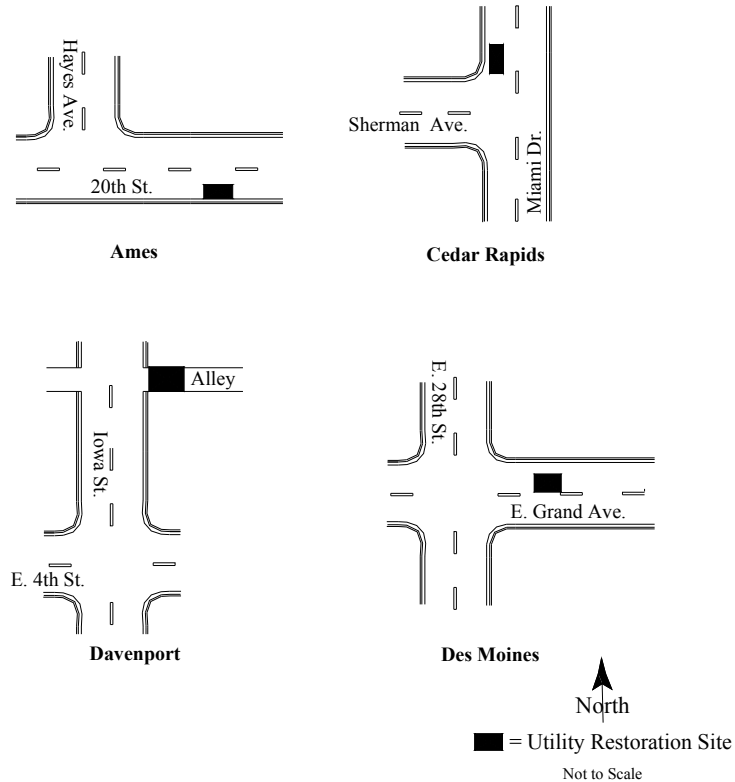 Hayes Ave.
20th St.
Ames
Sherman Ave.
Miami Dr.
Cedar Rapids
Alley
Iowa St.
E. 4th St.
Davenport
E. 28th St.
E. Grand Ave.
Des Moines
North
= Utility Restoration Site
Not to Scale